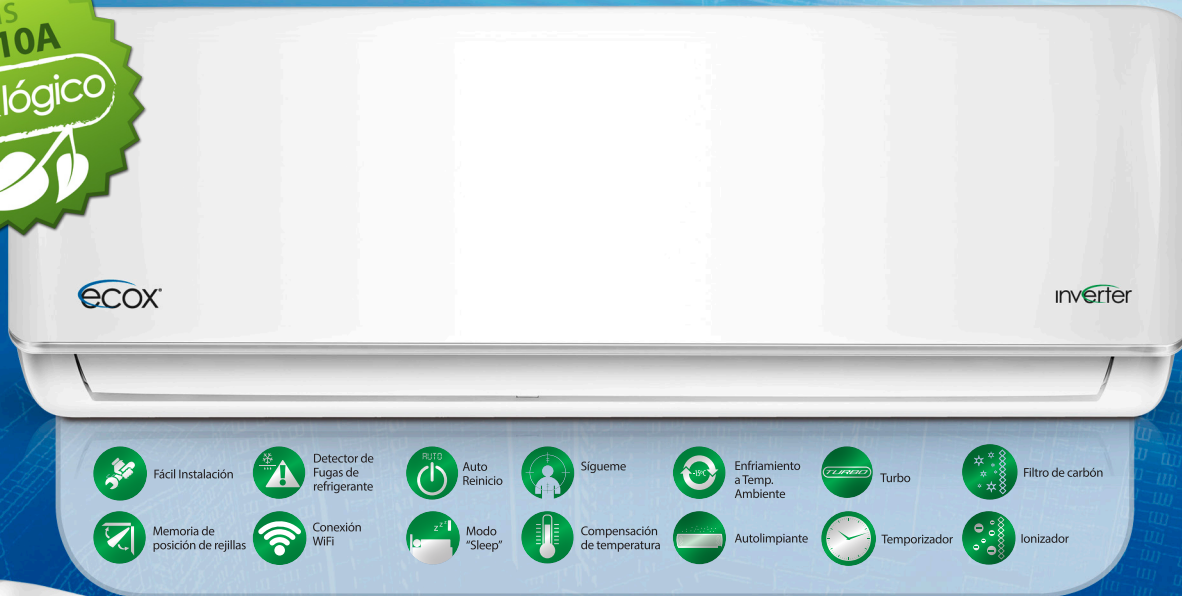 10A
lógico
ecox
inverter
Fácil Instalación
Detector de
Fugas de
refrigerante
AUTO
Auto
Reinicio
Sígueme
-15ºC
Enfriamiento
a Temp.
Ambiente
TURBO
Turbo
Filtro de carbón
Memoria de
posición de rejillas
Conexión
WiFi
zzz
Modo
"Sleep"
Compensación
de temperatura
Autolimpiante
Temporizador
Ionizador